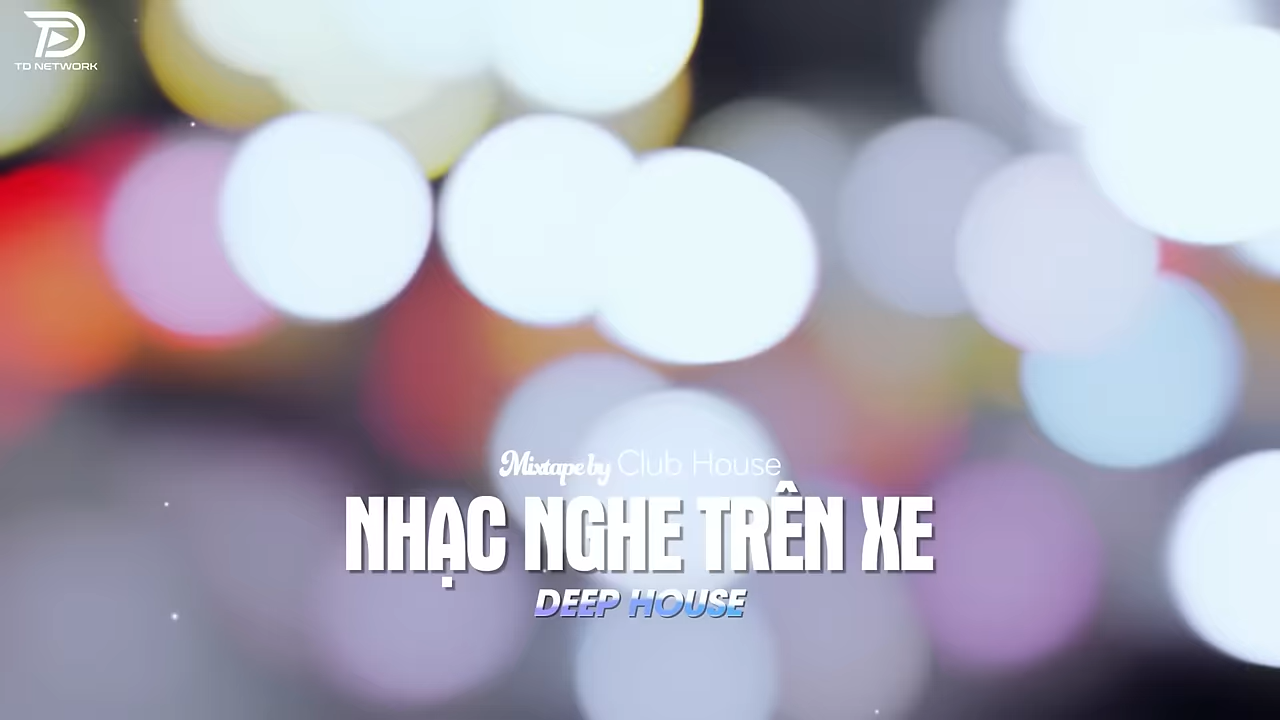 TD NETWORK
Mixtape by Club House
NHẠC NGHE TRÊN XE
DEEP HOUSE